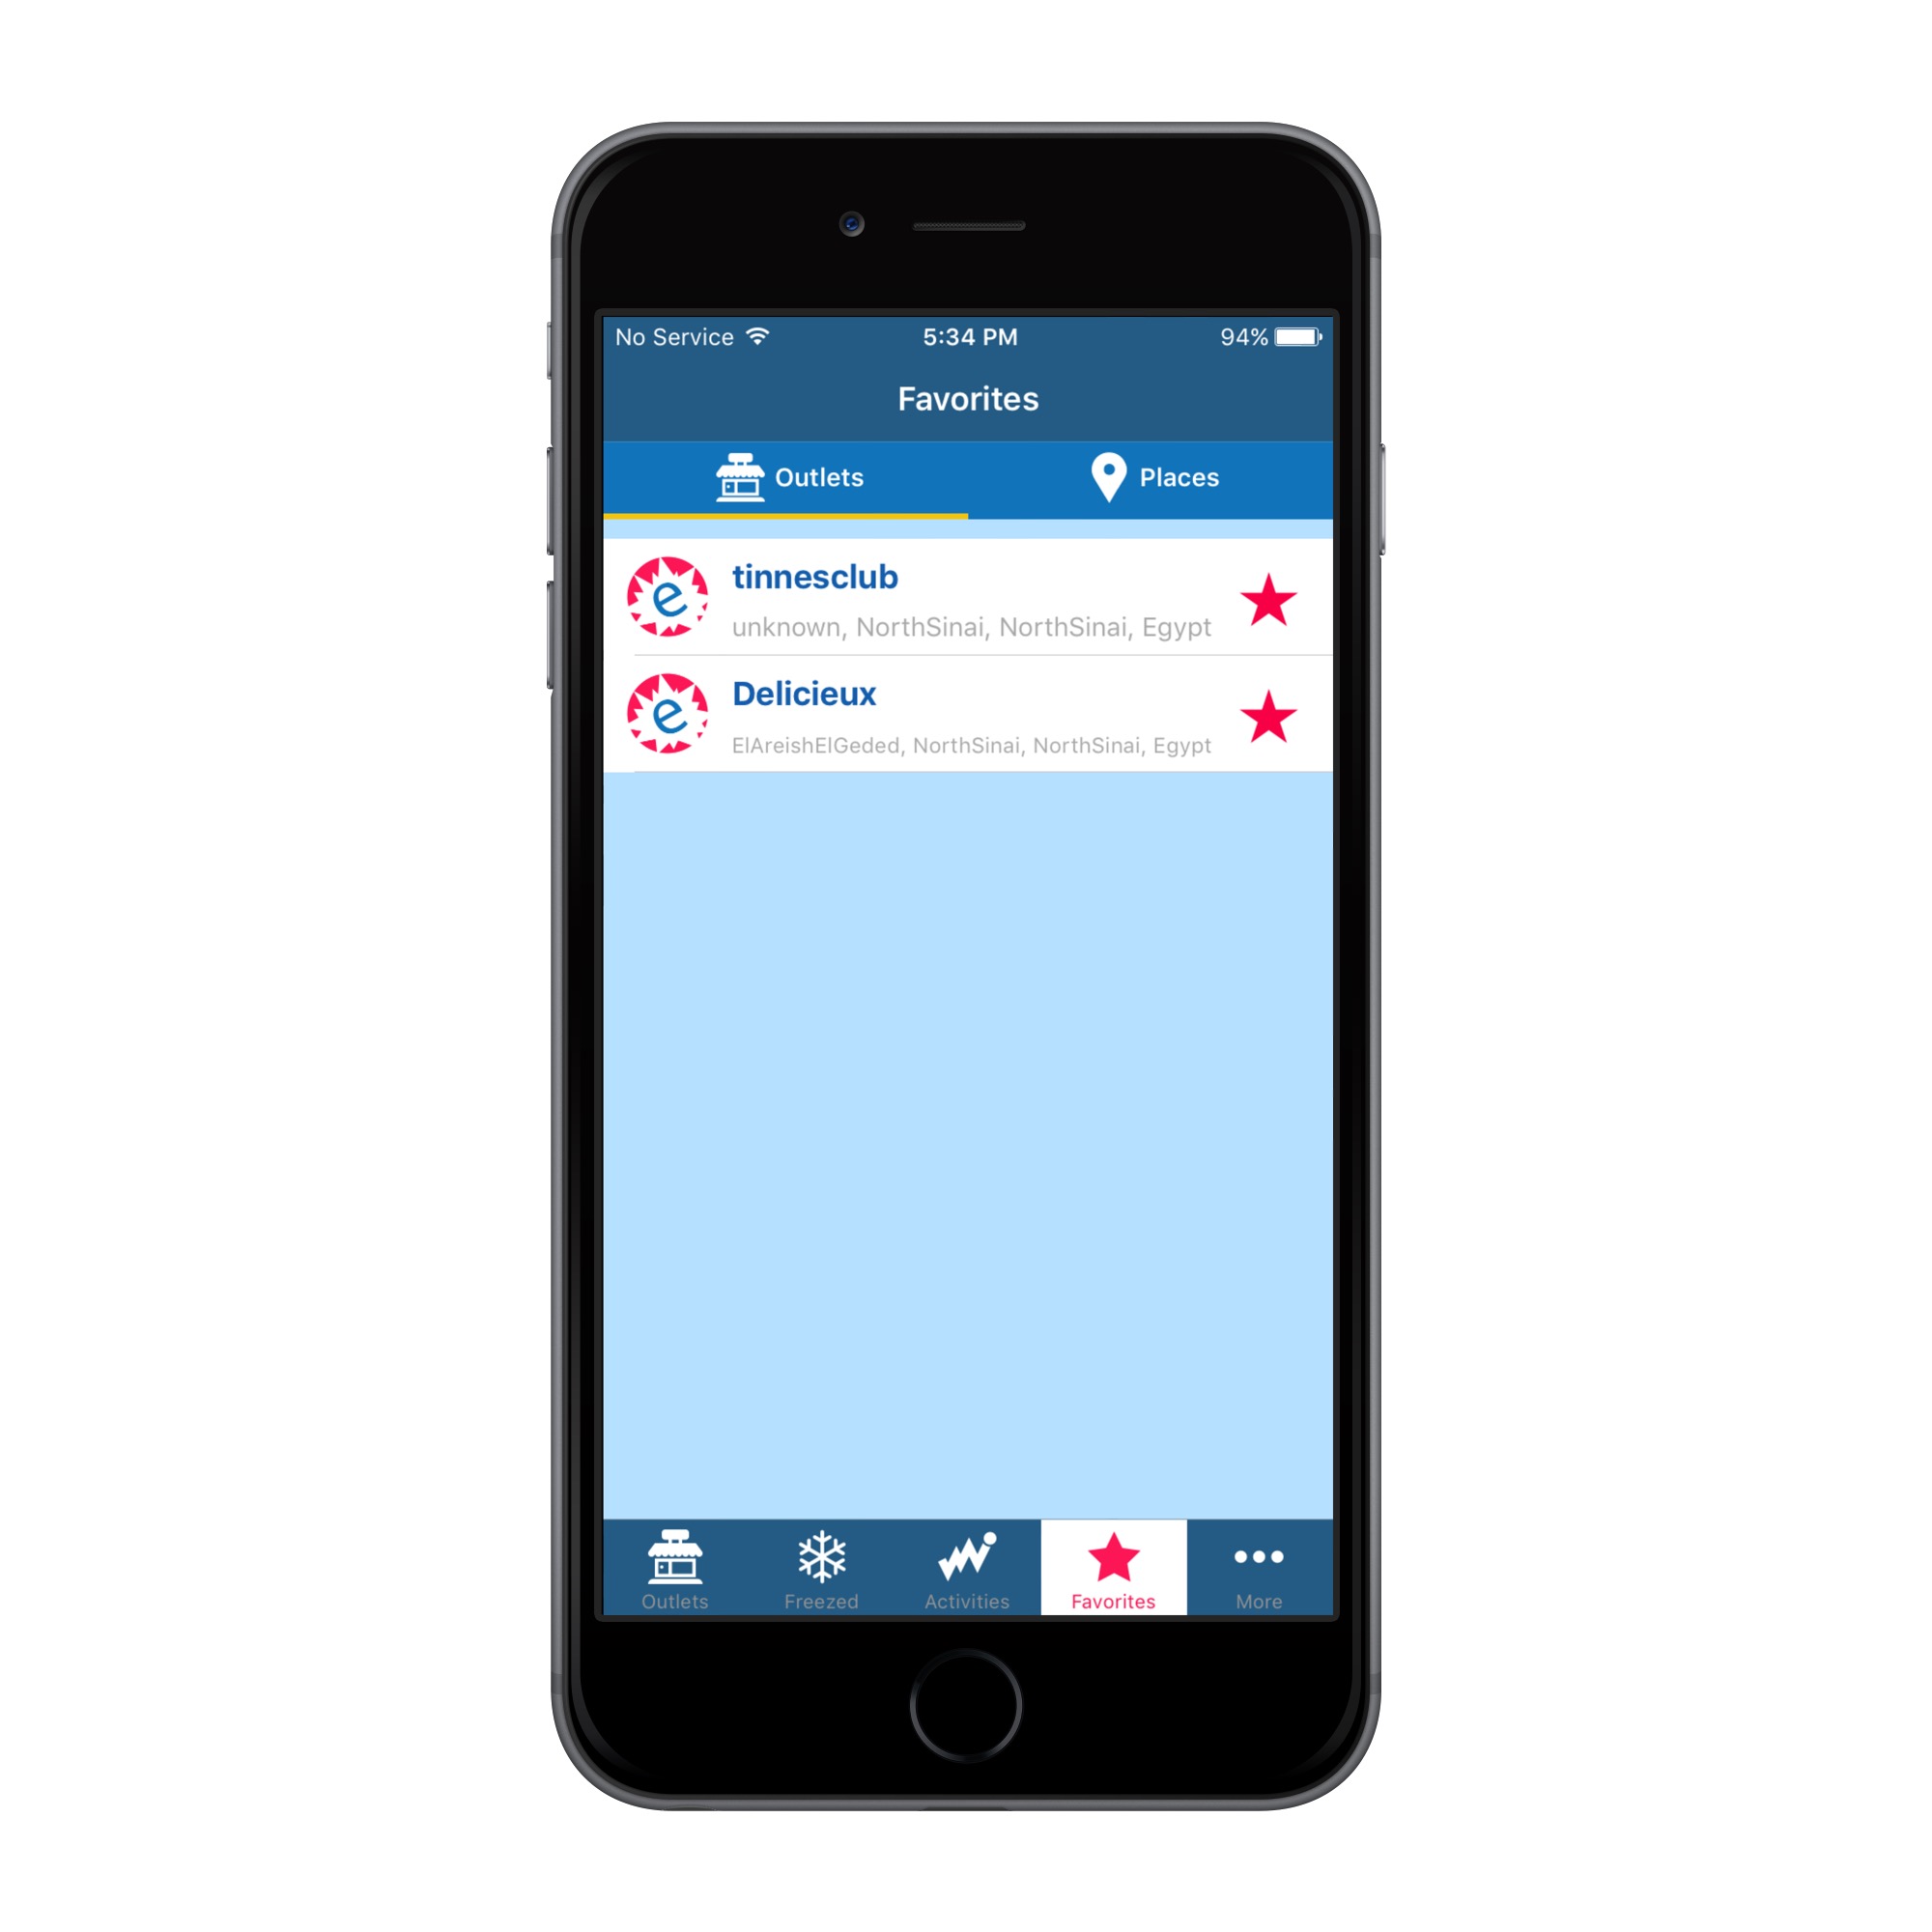 No Service 5:34 PM 94%
Favorites
Outlets Places
e tinnesclub
unknown, NorthSinai, NorthSinai, Egypt
e Delicieux
ElAreishElGeded, NorthSinai, NorthSinai, Egypt
Outlets Freezed Activities Favorites More